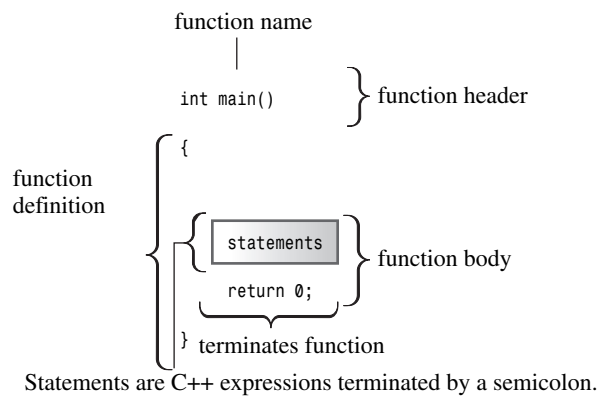 function name
int main()
function header
{
function
definition
statements
function body
return 0;
}
terminates function
Statements are C++ expressions terminated by a semicolon.